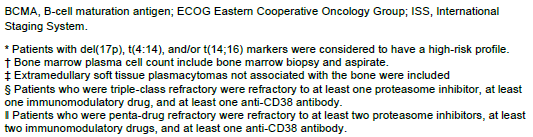 BCMA, B-cell maturation antigen; ECOG Eastern Cooperative Oncology Group; ISS, International
Staging System.
* Patients with del(17p), t(4:14), and/or t(14;16) markers were considered to have a high-risk profile.
† Bone marrow plasma cell count include bone marrow biopsy and aspirate.
‡ Extramedullary soft tissue plasmacytomas not associated with the bone were included
§ Patients who were triple-class refractory were refractory to at least one proteasome inhibitor, at least
one immunomodulatory drug, and at least one anti-CD38 antibody.
‖ Patients who were penta-drug refractory were refractory to at least two proteasome inhibitors, at least
two immunomodulatory drugs, and at least one anti-CD38 antibody.